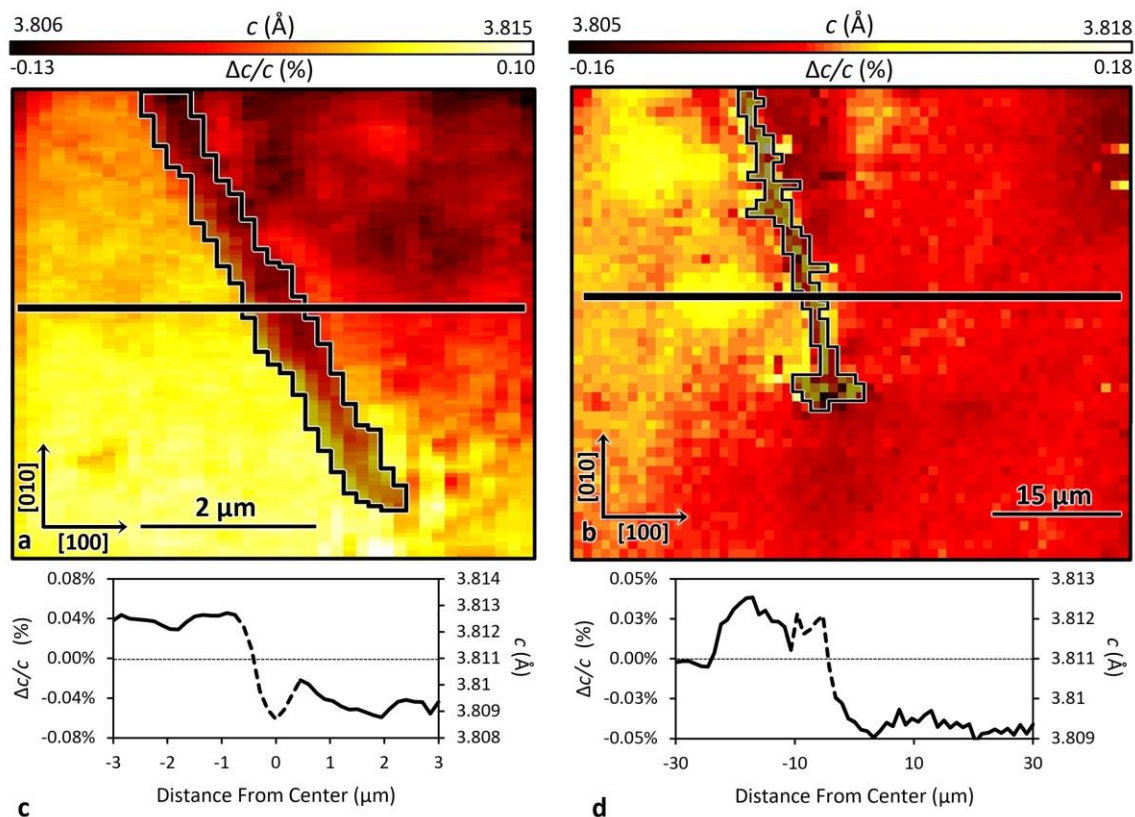 c (Å)
3.806 3.815
-0.13 Δc/c (%) 0.10
[010]
[100]
2 µm
a
c (Å)
3.805 3.818
-0.16 Δc/c (%) 0.18
[010]
[100]
15 µm
b
0.08% 3.814
0.04% 3.813
3.812
0.00% 3.811
-0.04% 3.81
3.809
-0.08% 3.808
Δc/c (%)
c (Å)
-3 -2 -1 0 1 2 3
Distance From Center (µm)
c
0.05% 3.813
0.03% 3.812
0.00% 3.811
-0.03% 3.81
-0.05% 3.809
Δc/c (%)
c (Å)
-30 -10 10 30
Distance From Center (µm)
d